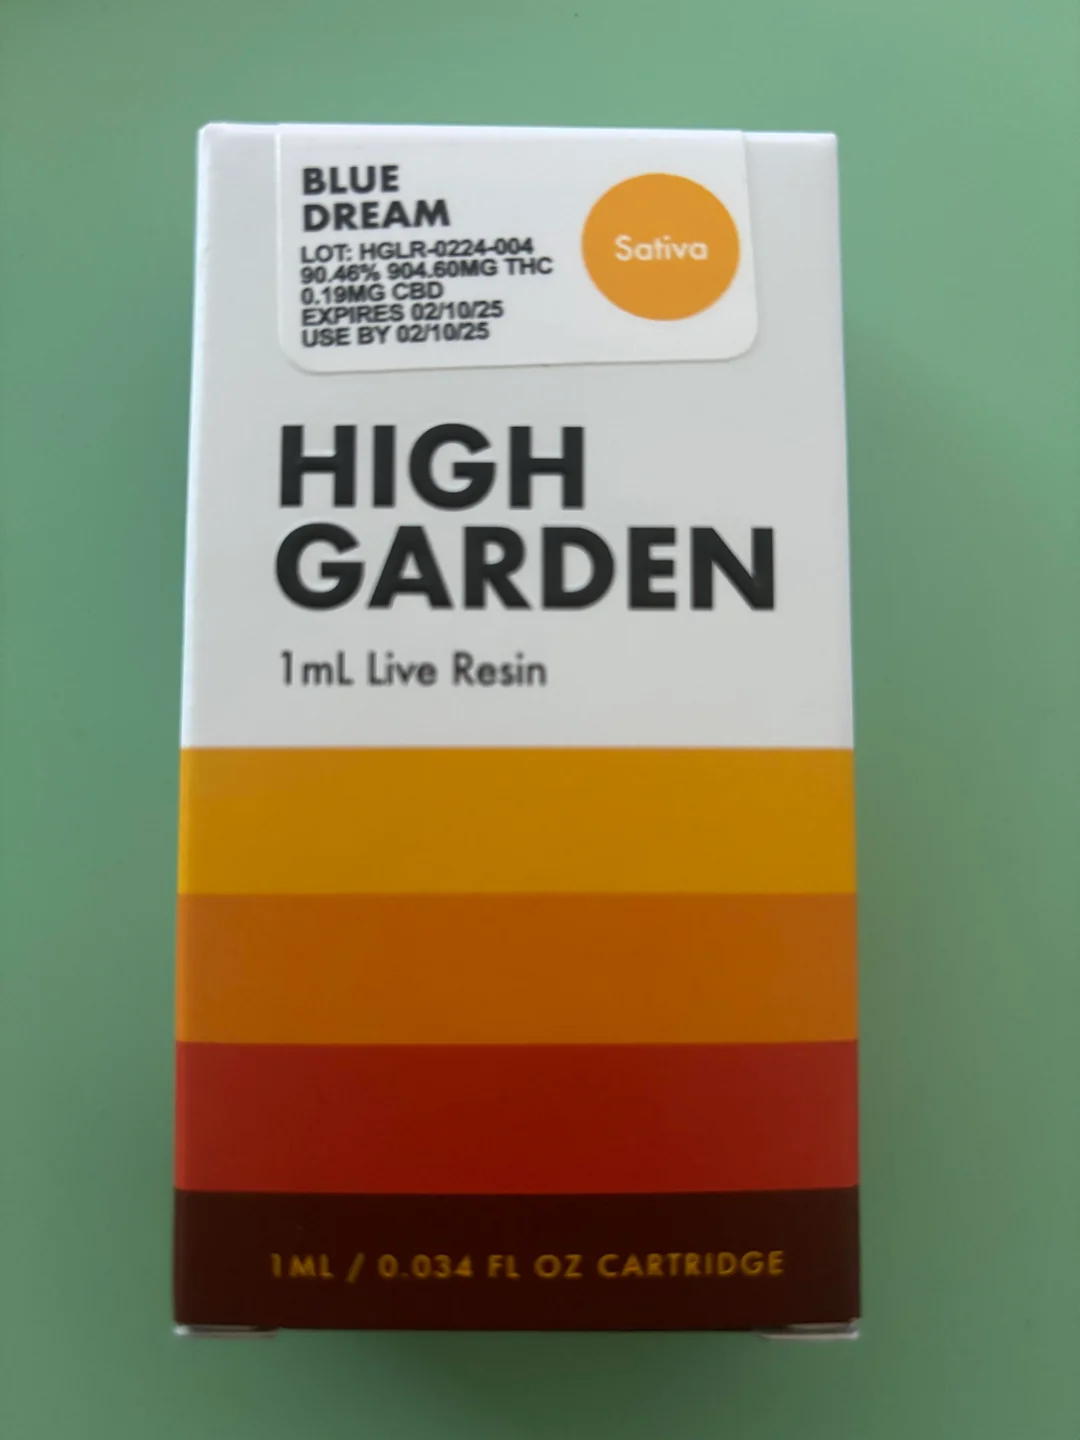 BLUE
DREAM
LOT: HGLR-0224-004
90.46% 904.60MG THC
0.19MG CBD
EXPIRES 02/10/25
USE BY 02/10/25
Sativa
HIGH
GARDEN
1mL Live Resin
1ML / 0.034 FL OZ CARTRIDGE